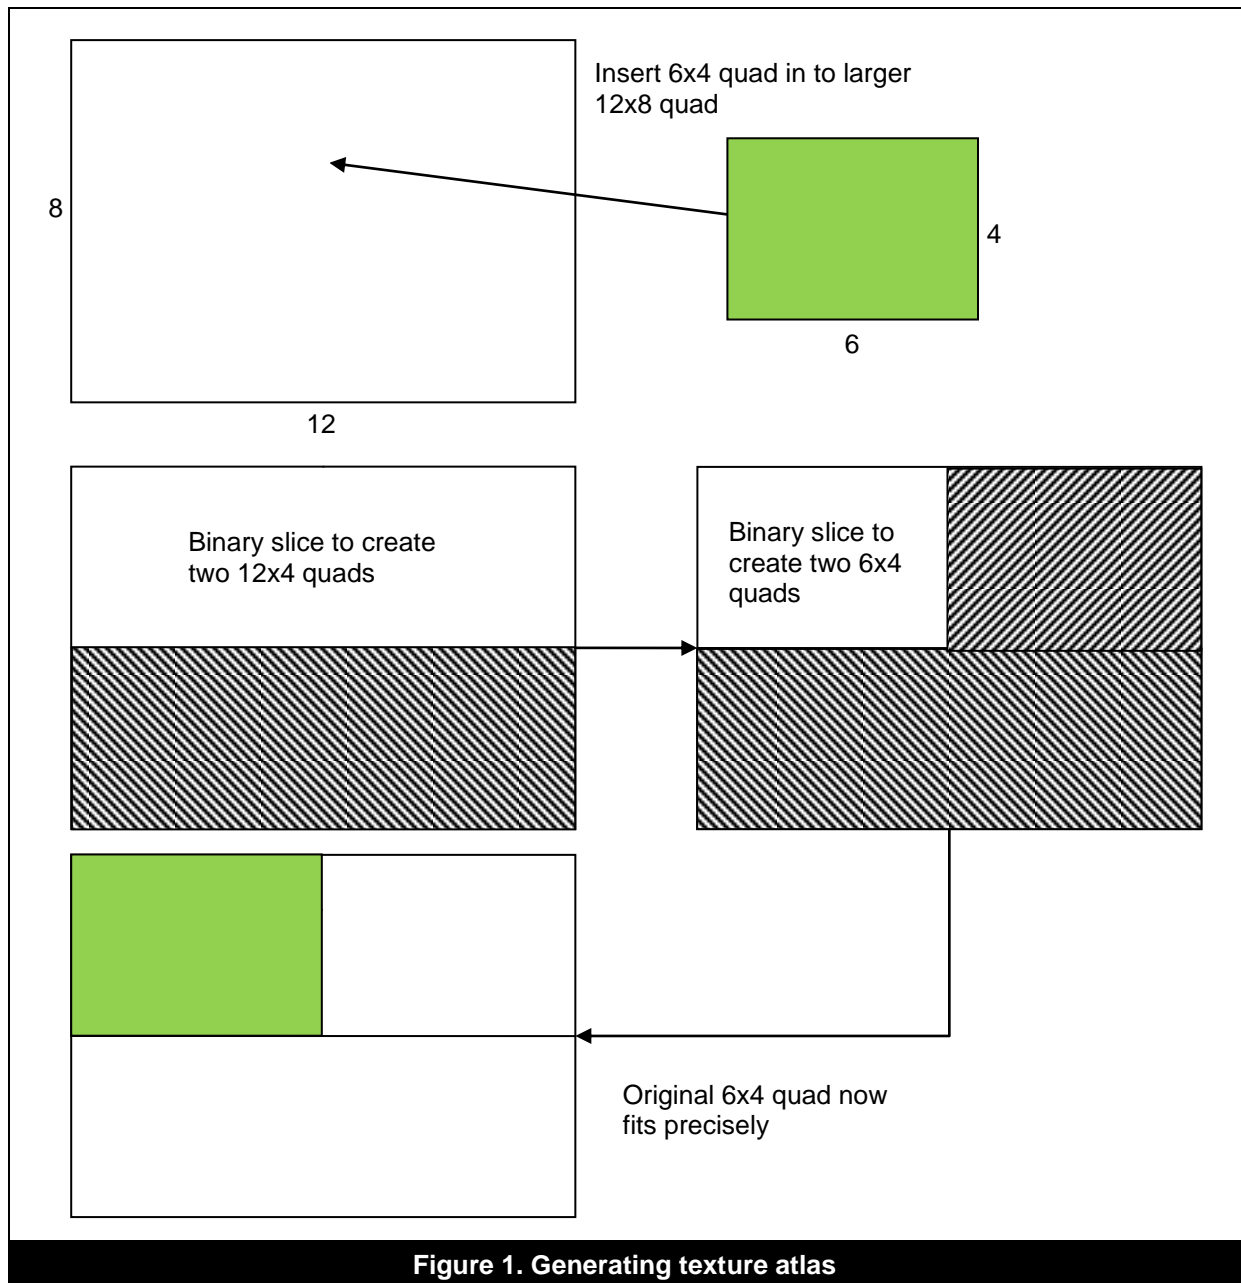 Insert 6x4 quad in to larger
12x8 quad
8
4
6
12
Binary slice to create
two 12x4 quads
Binary slice to
create two 6x4
quads
Original 6x4 quad now
fits precisely
Figure 1. Generating texture atlas